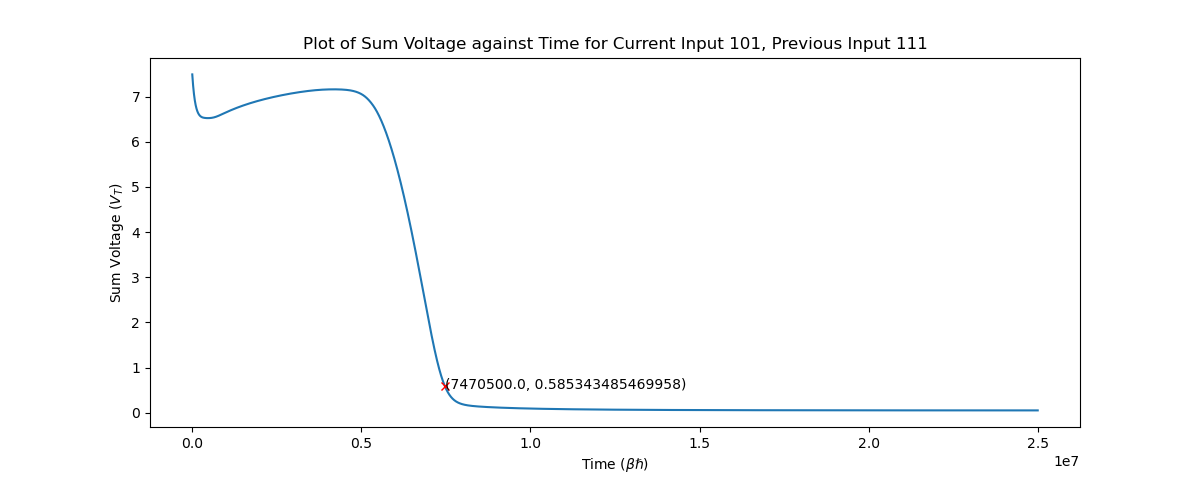 Plot of Sum Voltage against Time for Current Input 101, Previous Input 111
Sum Voltage (V_T)
7
6
5
4
3
2
1
0
(7470500.0, 0.585343485469958)
0.0 0.5 1.0 1.5 2.0 2.5
1e7
Time (βℏ)